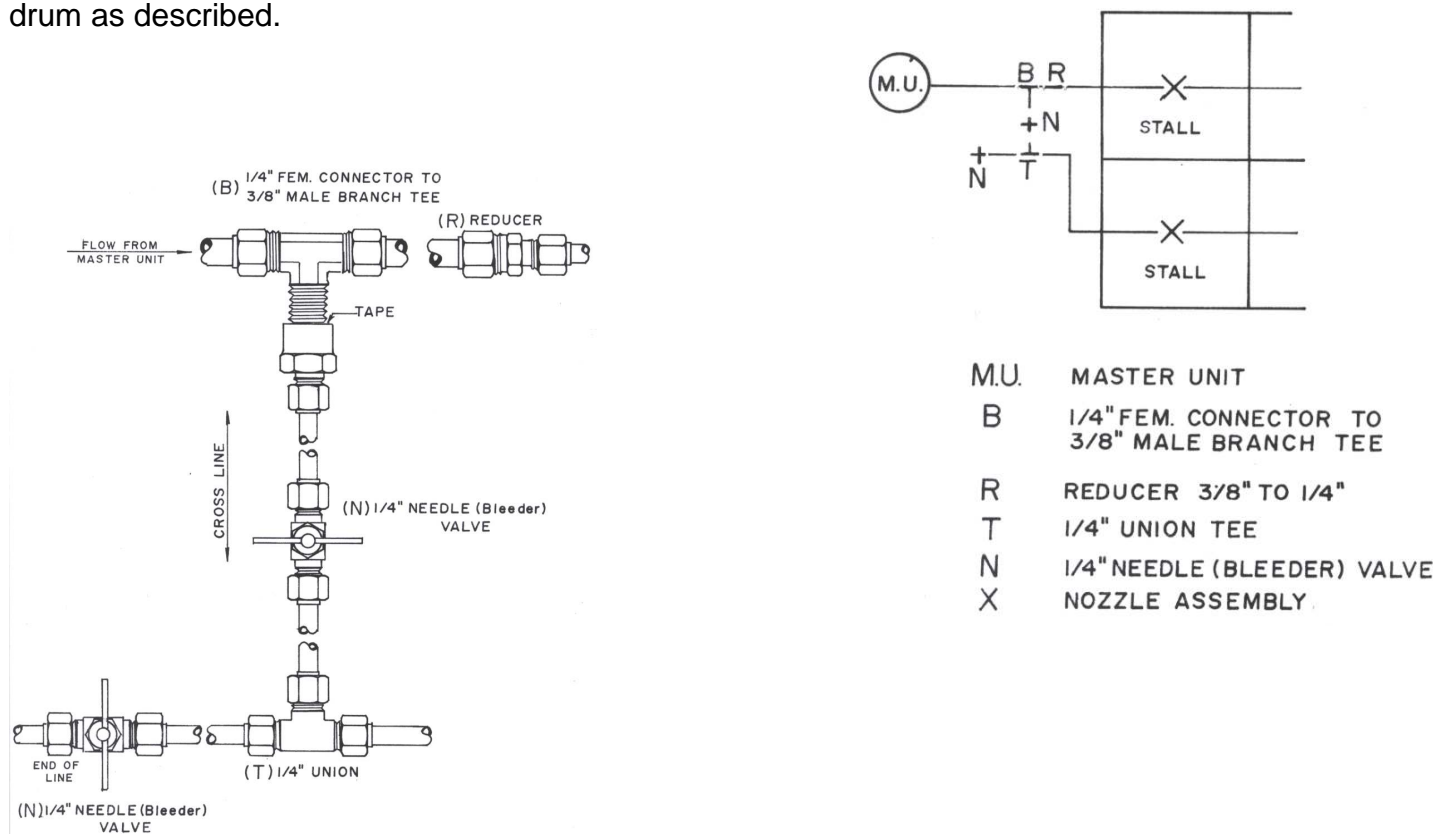 drum as described.
(B) 1/4" FEM. CONNECTOR TO
3/8" MALE BRANCH TEE
(R) REDUCER
FLOW FROM
MASTER UNIT
TAPE
CROSS LINE
(N) 1/4" NEEDLE (Bleeder)
VALVE
END OF
LINE
(T) 1/4" UNION
(N) 1/4" NEEDLE (Bleeder)
VALVE
M.U.
B R
N
STALL
N
T
STALL
M.U. MASTER UNIT
B 1/4" FEM. CONNECTOR TO
3/8" MALE BRANCH TEE
R REDUCER 3/8" TO 1/4"
T 1/4" UNION TEE
N 1/4" NEEDLE (BLEEDER) VALVE
X NOZZLE ASSEMBLY